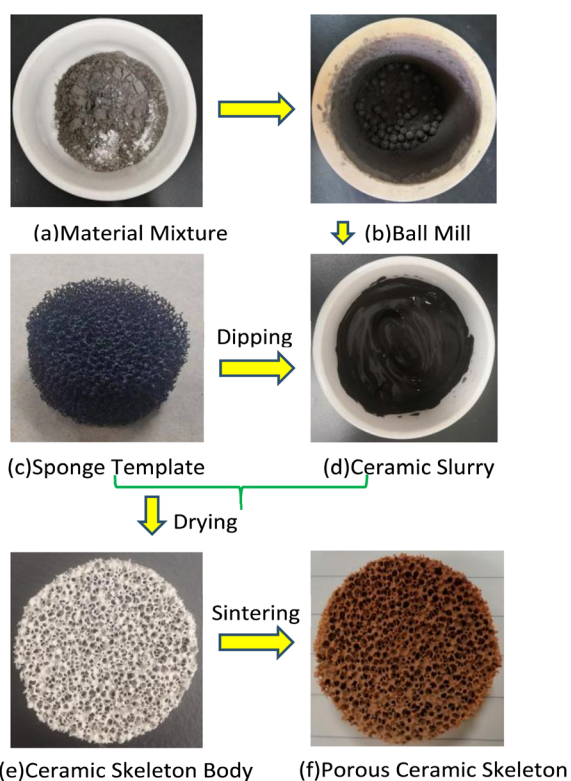 (a)Material Mixture
(b)Ball Mill
Dipping
(c)Sponge Template
(d)Ceramic Slurry
Drying
Sintering
(e)Ceramic Skeleton Body
(f)Porous Ceramic Skeleton